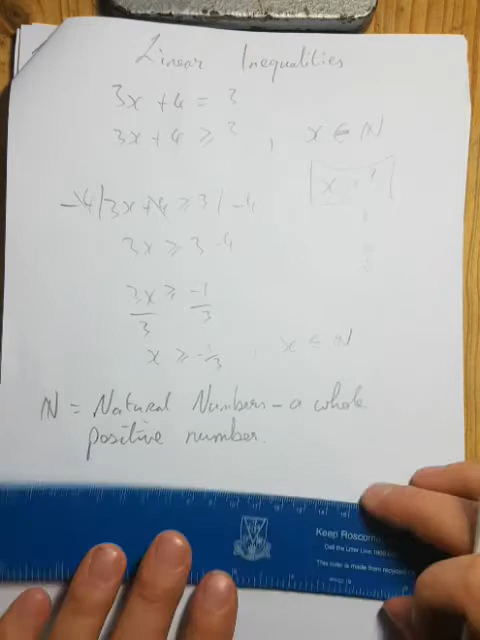 Linear Inequalities
3x + 4 = 3
3x + 4 ≥ 3 , x ∈ ℕ
-4/3x+4 ≥ 3/-4
3x ≥ 3-4
3x/3 ≥ -1/3
x ≥ -1/3 , x ∈ ℕ
ℕ = Natural Numbers - a whole
positive number.
Keep Roscommon